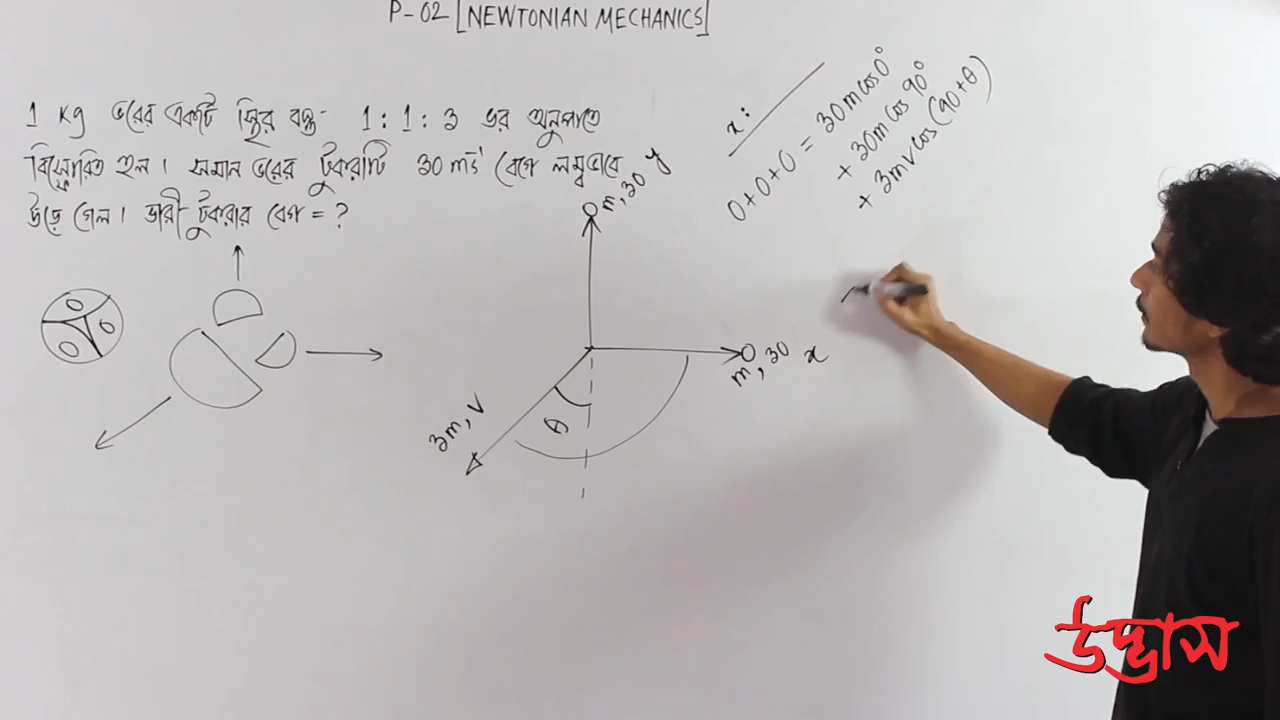 P-02 [NEWTONIAN MECHANICS]
1 Kg ভরের একটি স্থির বস্তু 1 : 1 : 3 ভর অনুপাতে
বিস্ফোরিত হল। সমান ভরের টুকরাটি 30 ms⁻¹ বেগে লম্বভাবে
উড়ে গেল। ভারী টুকরার বেগ = ?
m, 30 y
m, 30 x
3m, v
θ
x :
0 + 0 + 0 = 30 m cos 0°
+ 30 m cos 90°
+ 3mv cos (90 + θ)
উদ্ভাস